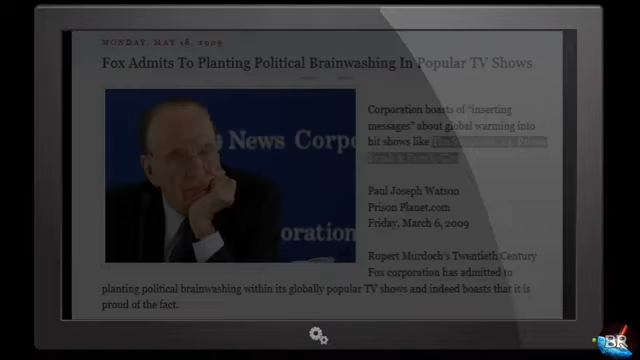 MONDAY, MAY 18, 2009
Fox Admits To Planting Political Brainwashing In Popular TV Shows
News Corpo
oration
Corporation boasts of “inserting
messages” about global warming into
hit shows like
Paul Joseph Watson
Prison Planet.com
Friday, March 6, 2009
Rupert Murdoch’s Twentieth Century
Fox corporation has admitted to
planting political brainwashing within its globally popular TV shows and indeed boasts that it is
proud of the fact.
BR